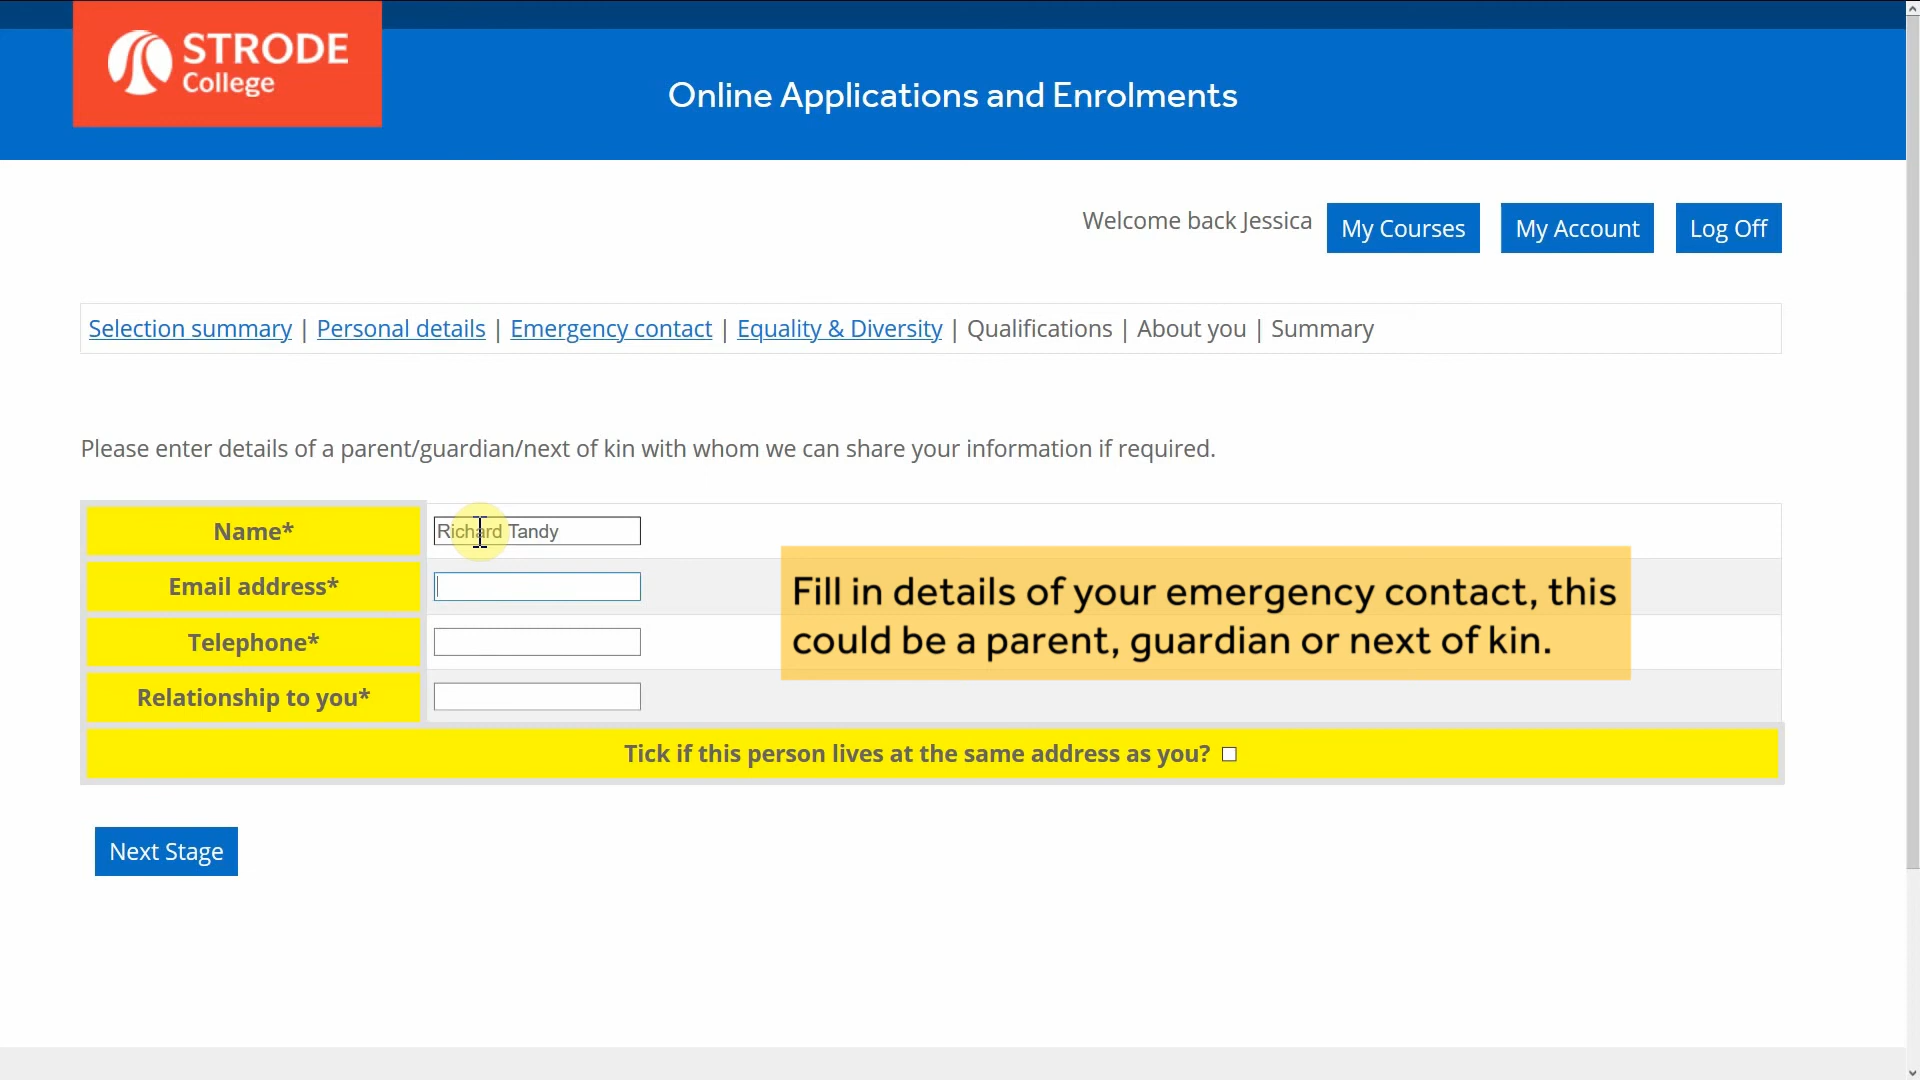 STRODE
College
Online Applications and Enrolments
Welcome back Jessica
My Courses
My Account
Log Off
Selection summary | Personal details | Emergency contact | Equality & Diversity | Qualifications | About you | Summary
Please enter details of a parent/guardian/next of kin with whom we can share your information if required.
Name*
Richard Tandy
Email address*
Telephone*
Relationship to you*
Fill in details of your emergency contact, this
could be a parent, guardian or next of kin.
Tick if this person lives at the same address as you?
Next Stage